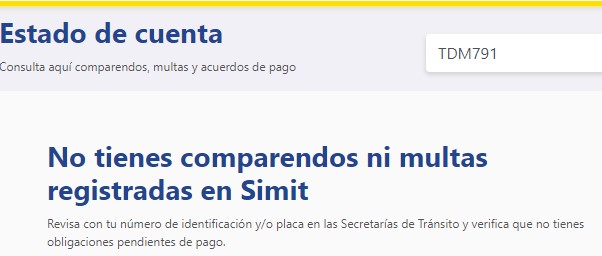 Estado de cuenta
TDM791
Consulta aquí comparendos, multas y acuerdos de pago
No tienes comparendos ni multas
registradas en Simit
Revisa con tu número de identificación y/o placa en las Secretarías de Tránsito y verifica que no tienes
obligaciones pendientes de pago.